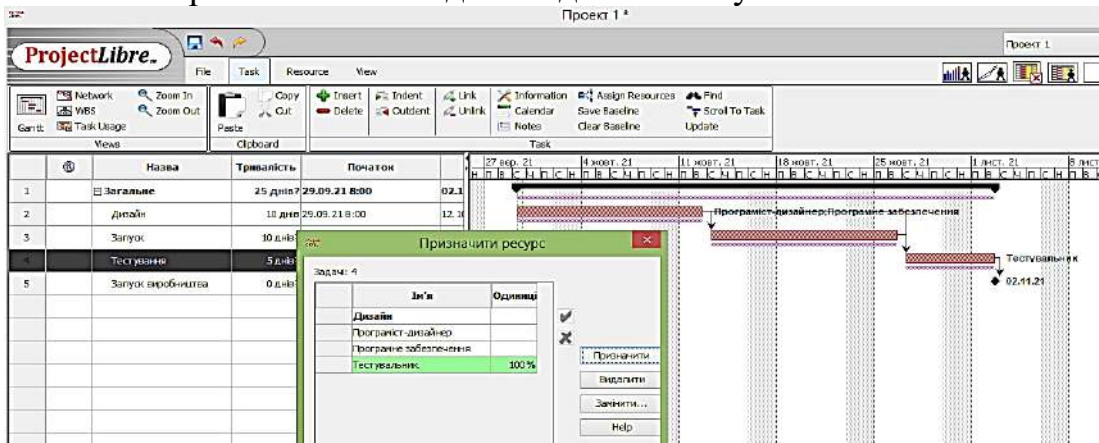 Проект 1 *
ProjectLibre
Проект 1
File Task Resource View
Network Zoom In Copy Insert Indent Link Information Assign Resources Find
WBS Zoom Out Cut Delete Outdent Unlink Calendar Save Baseline Scroll To Task
Gantt Task Usage Paste Notes Clear Baseline Update
Views Clipboard Task
Назва Тривалість Початок 27 вер. 21 4 жовт. 21 11 жовт. 21 18 жовт. 21 25 жовт. 21 1 лист. 21 8 лист
1 Загальне 25 днів? 29.09.21 8:00 02.1
2 Дизайн 10 днів 29.09.21 8:00 12.10 Програміст-дизайнер;Програмне забезпечення
3 Запуск 10 днів
Тестування 5 днів Тестувальник
5 Запуск виробництва 0 днів 02.11.21
Призначити ресурс
Задачі: 4
Ім'я Одиниці
Дизайн
Програміст-дизайнер
Програмне забезпечення
Тестувальник 100%
Призначити
Видалити
Замінити...
Help